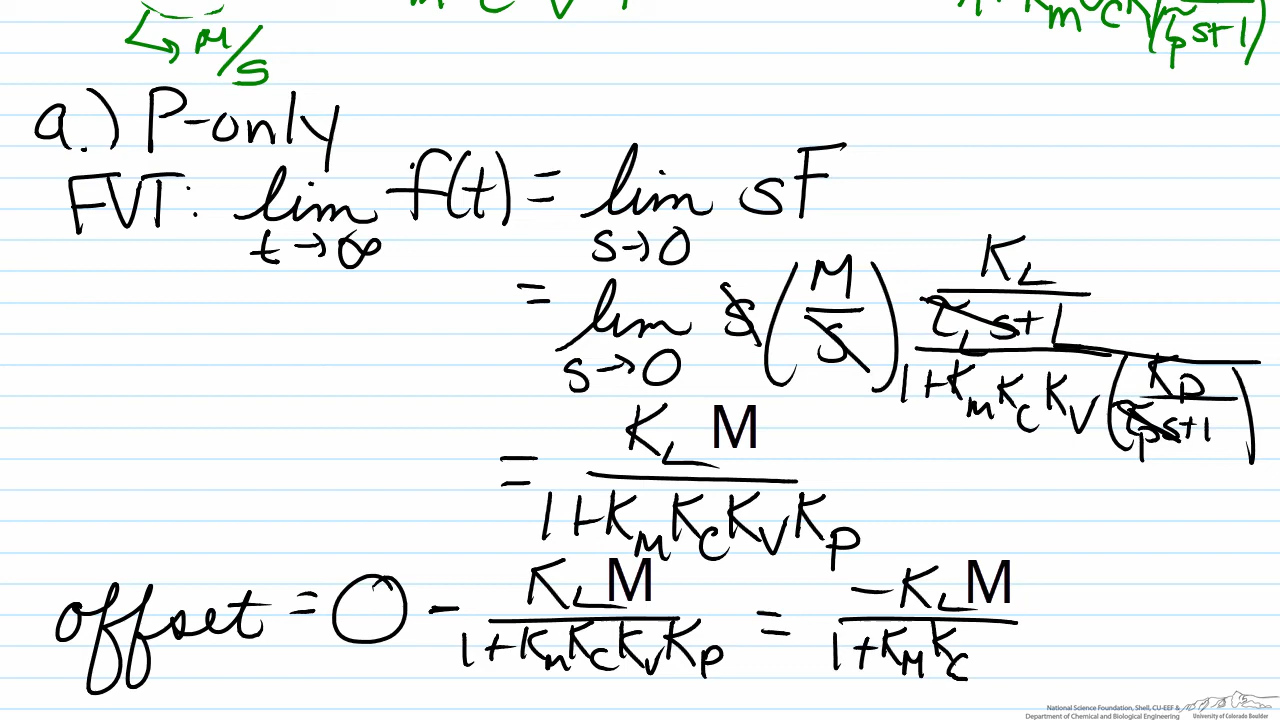 M/S
a.) P-only
FVT: lim t→∞ f(t) = lim s→0 sF
= lim s→0 s (M/s) (K_L/(τ_L s+1))/(1+K_m K_c K_V (K_p/(τ_p s+1)))
= K_L M/(1+K_m K_c K_V K_p)
offset = 0 - K_L M/(1+K_m K_c K_V K_p) = -K_L M/(1+K_M K_c
National Science Foundation, Shell, CU-EEF &
Department of Chemical and Biological Engineering
University of Colorado Boulder